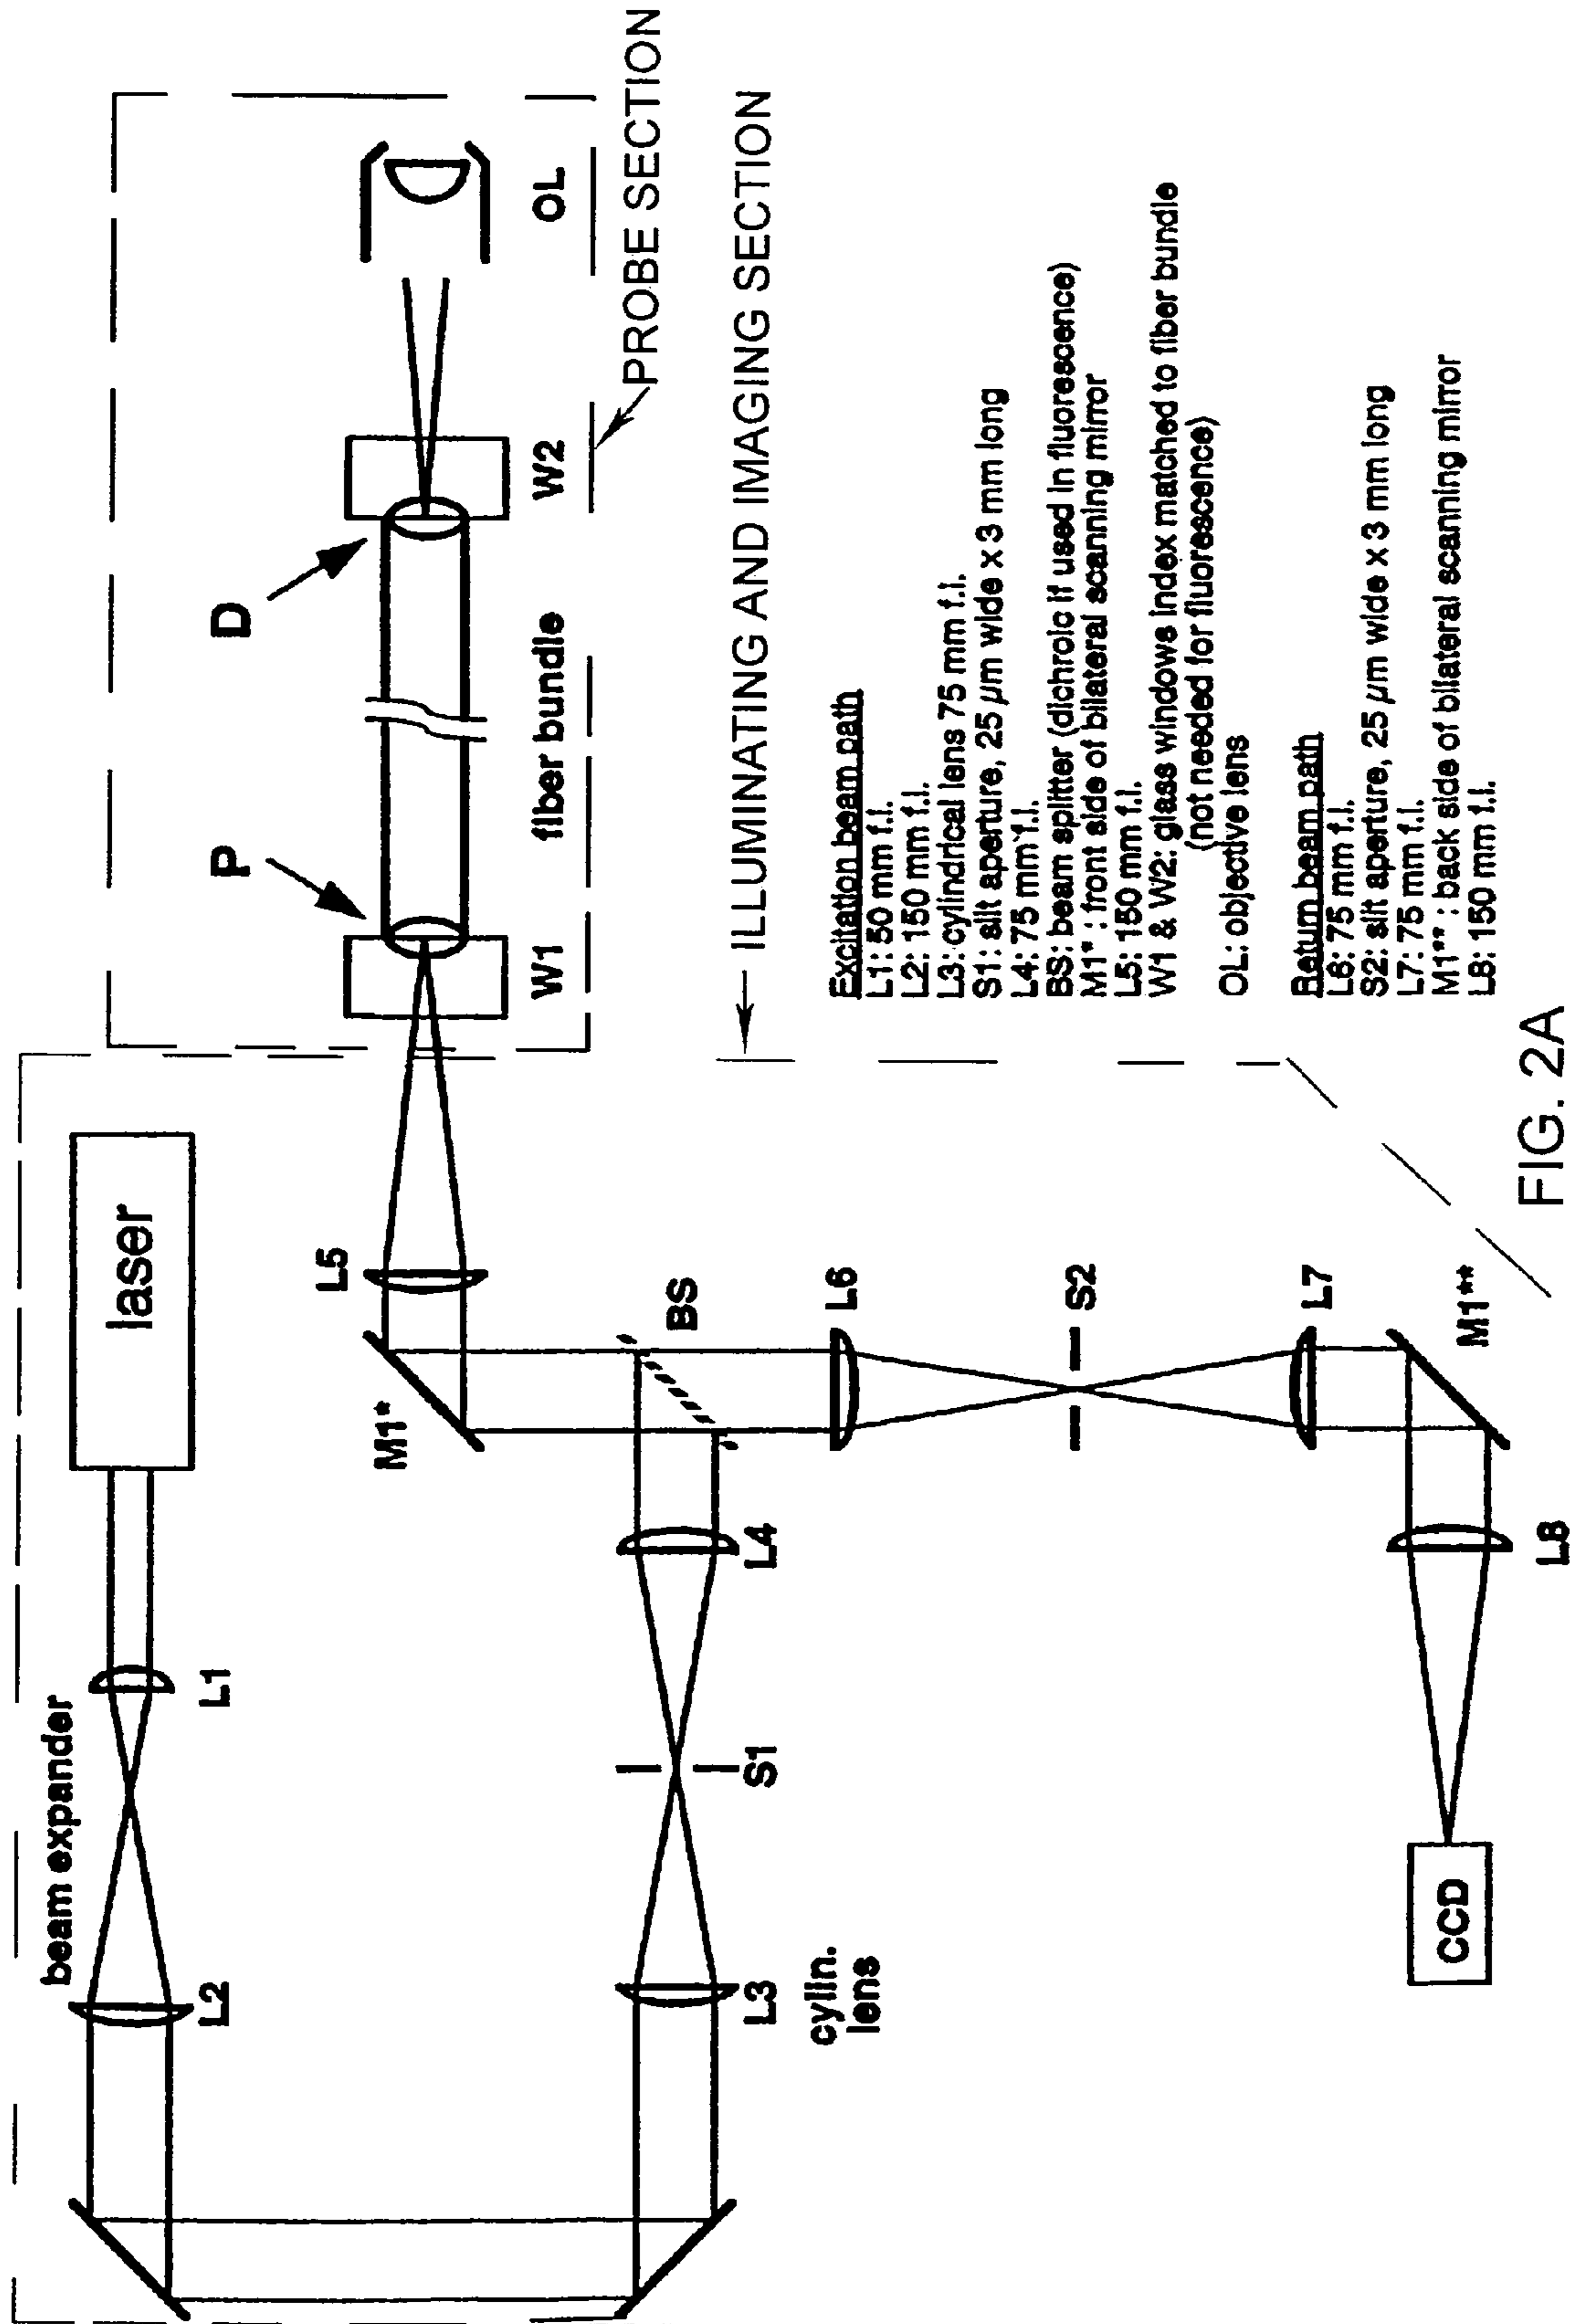 beam expander
laser
L1
L2
L3
cylin.
lens
S1
L4
BS
M1*
L5
L6
S2
L7
M1**
L8
CCD
P
D
W1
fiber bundle
W2
OL
PROBE SECTION
ILLUMINATING AND IMAGING SECTION
Excitation beam path
L1: 50 mm f.l.
L2: 150 mm f.l.
L3: cylindrical lens 75 mm f.l.
S1: slit aperture, 25 µm wide x 3 mm long
L4: 75 mm f.l.
BS: beam splitter (dichroic if used in fluorescence)
M1* : front side of bilateral scanning mirror
L5: 150 mm f.l.
W1 & W2: glass windows index matched to fiber bundle
(not needed for fluorescence)
OL: objective lens
Return beam path
L6: 75 mm f.l.
S2: slit aperture, 25 µm wide x 3 mm long
L7: 75 mm f.l.
M1** : back side of bilateral scanning mirror
L8: 150 mm f.l.
FIG. 2A